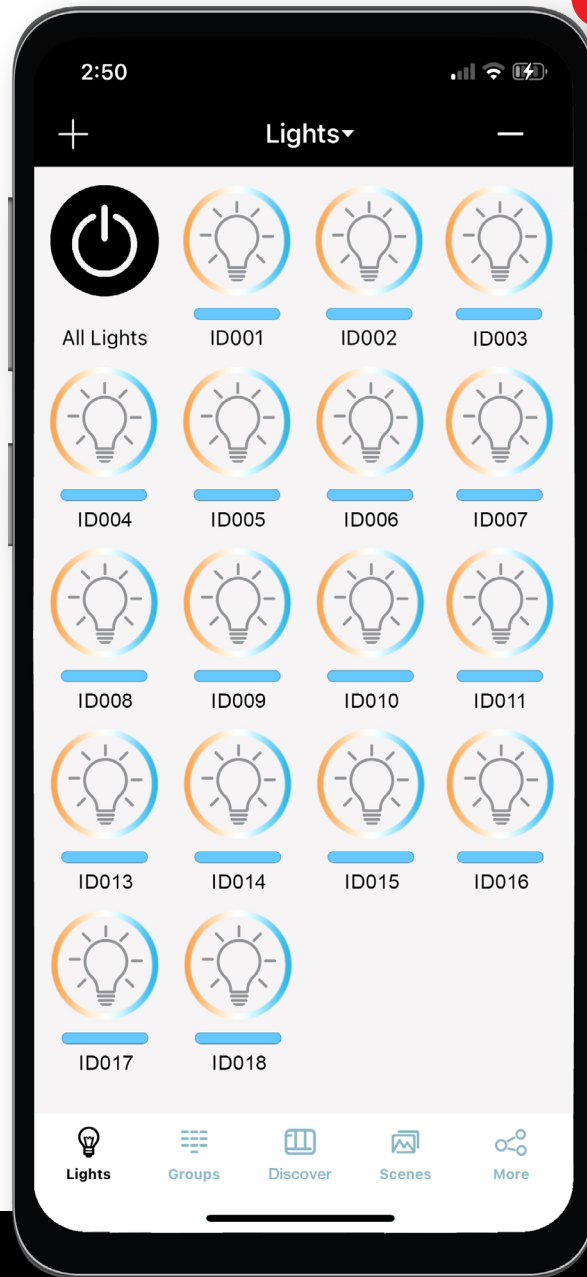 2:50
Lights
All Lights ID001 ID002 ID003
ID004 ID005 ID006 ID007
ID008 ID009 ID010 ID011
ID013 ID014 ID015 ID016
ID017 ID018
Lights Groups Discover Scenes More